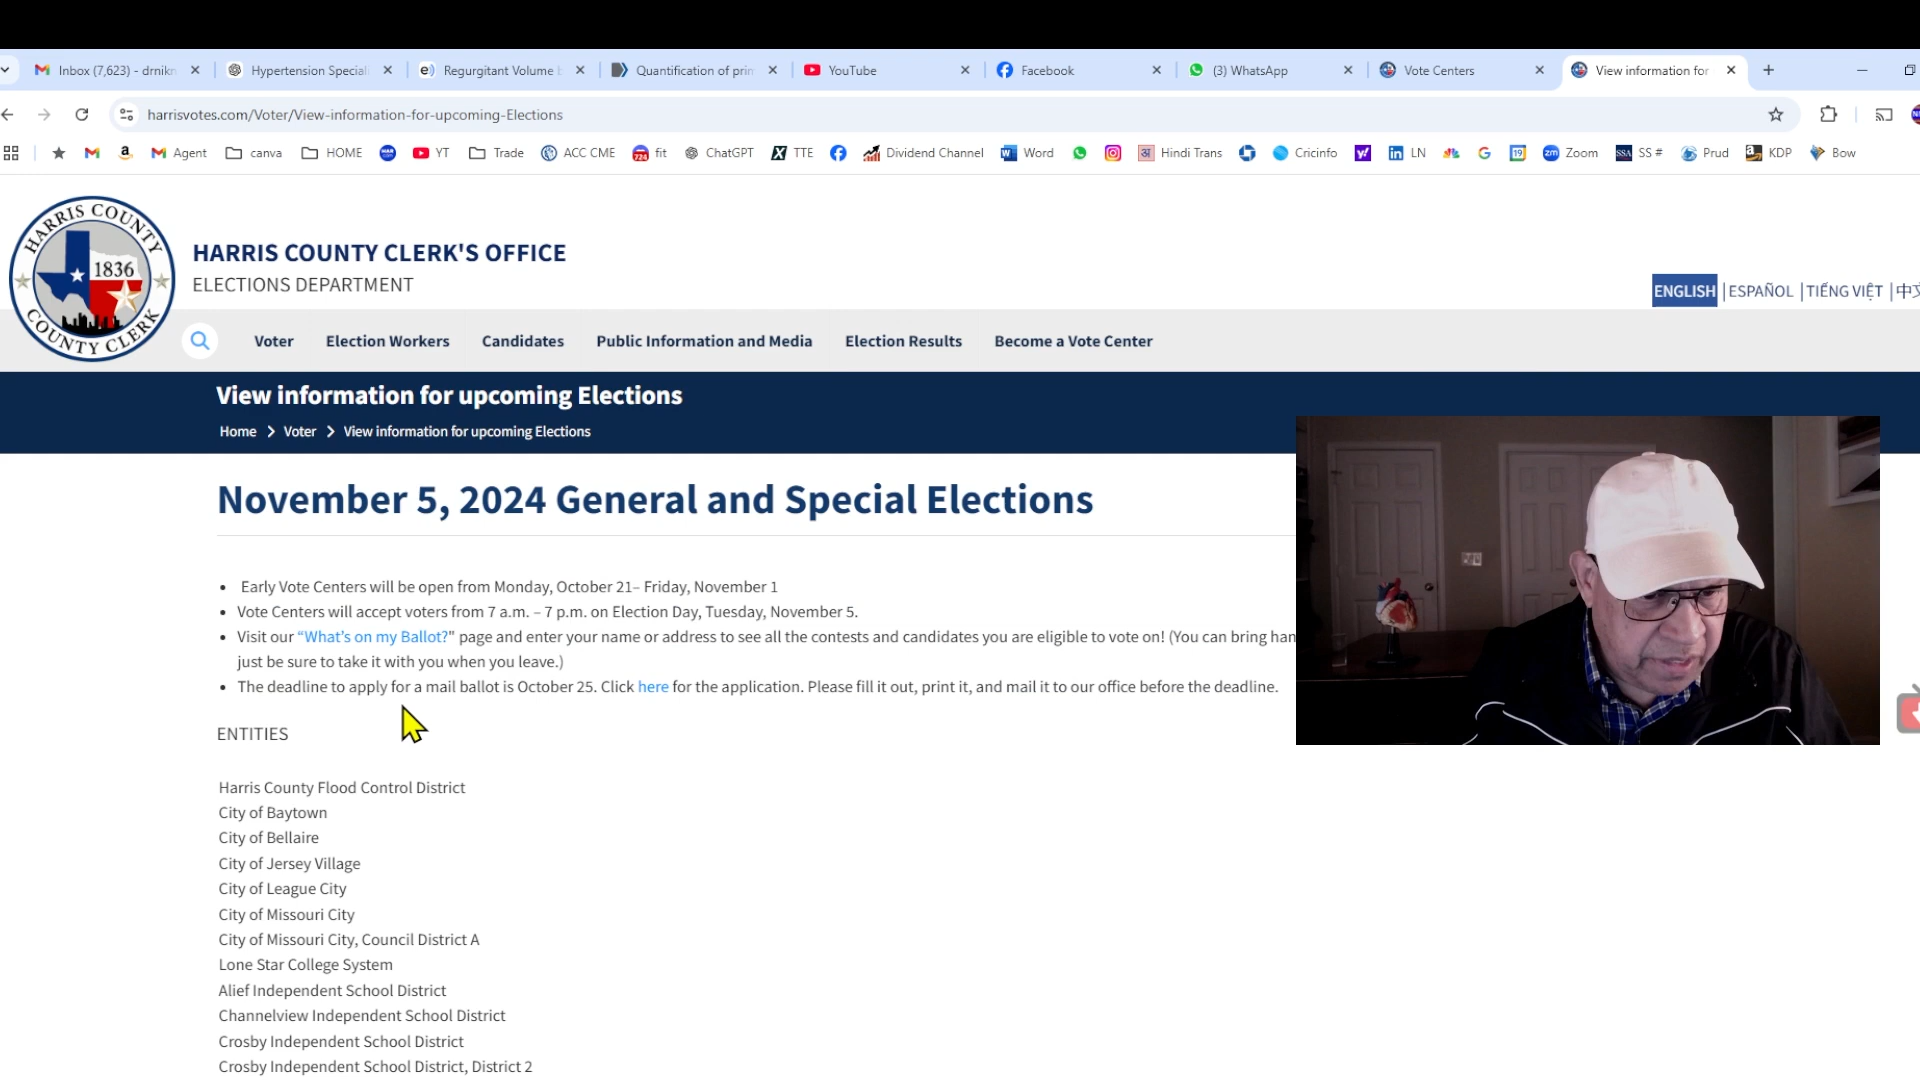 Inbox (7,623) - drnikn
Hypertension Speciali
Regurgitant Volume b
Quantification of prim
YouTube
Facebook
(3) WhatsApp
Vote Centers
View information for
harrisvotes.com/Voter/View-information-for-upcoming-Elections
Agent
canva
HOME
YT
Trade
ACC CME
724
fit
ChatGPT
TTE
Dividend Channel
Word
Hindi Trans
Cricinfo
LN
19
zm
Zoom
SSA
SS #
Prud
KDP
Bow
HARRIS COUNTY
1836
COUNTY CLERK
HARRIS COUNTY CLERK'S OFFICE
ELECTIONS DEPARTMENT
ENGLISH |ESPAÑOL |TIẾNG VIỆT |中文
Voter Election Workers Candidates Public Information and Media Election Results Become a Vote Center
View information for upcoming Elections
Home > Voter > View information for upcoming Elections
November 5, 2024 General and Special Elections
• Early Vote Centers will be open from Monday, October 21– Friday, November 1
• Vote Centers will accept voters from 7 a.m. – 7 p.m. on Election Day, Tuesday, November 5.
• Visit our “What’s on my Ballot?" page and enter your name or address to see all the contests and candidates you are eligible to vote on! (You can bring han
just be sure to take it with you when you leave.)
• The deadline to apply for a mail ballot is October 25. Click here for the application. Please fill it out, print it, and mail it to our office before the deadline.
ENTITIES
Harris County Flood Control District
City of Baytown
City of Bellaire
City of Jersey Village
City of League City
City of Missouri City
City of Missouri City, Council District A
Lone Star College System
Alief Independent School District
Channelview Independent School District
Crosby Independent School District
Crosby Independent School District, District 2